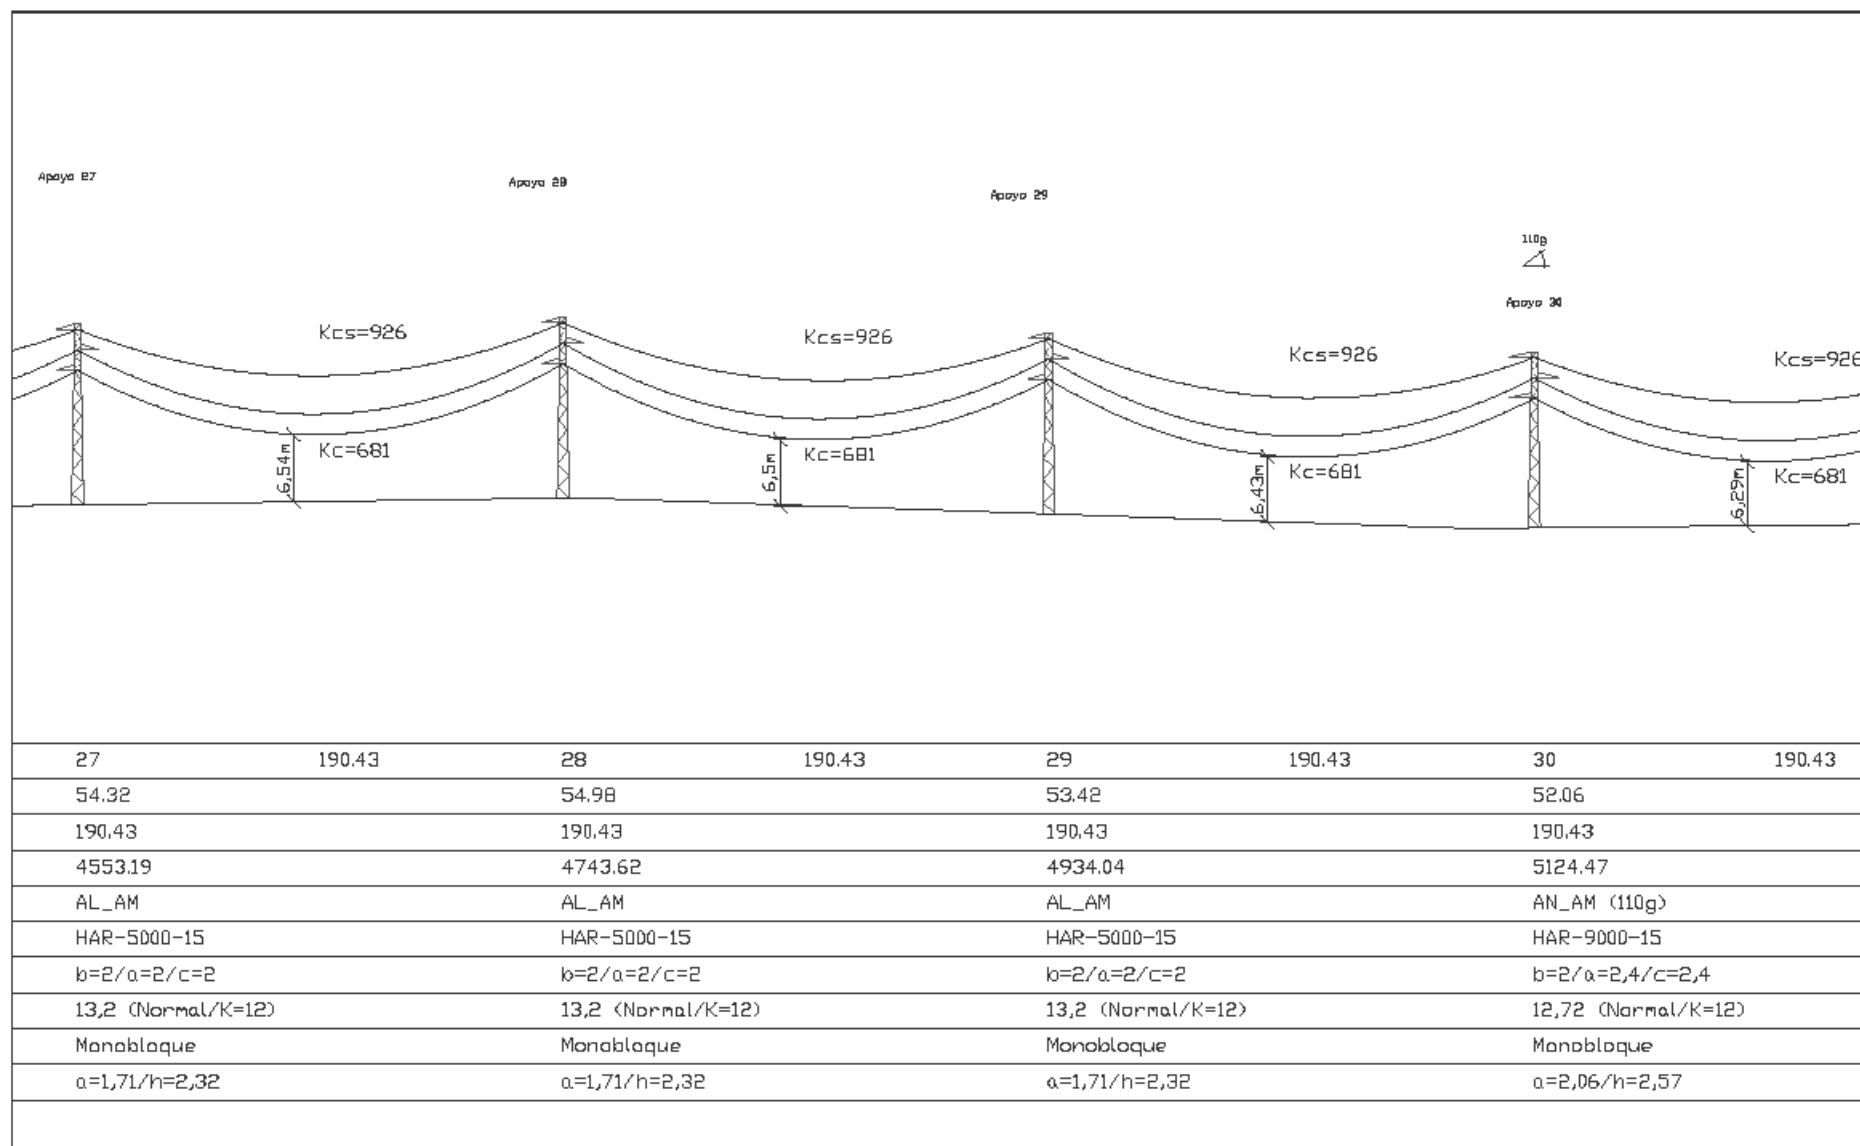 Apoyo 27
Apoyo 28
Apoyo 29
110g
Apoyo 30
Kcs=926
Kcs=926
Kcs=926
Kcs=926
Kc=681
Kc=681
Kc=681
Kc=681
6,54m
6,5m
6,43m
6,29m
27 190.43 28 190.43 29 190.43 30 190.43
54.32 54.98 53.42 52.06
190.43 190.43 190.43 190.43
4553.19 4743.62 4934.04 5124.47
AL_AM AL_AM AL_AM AN_AM (110g)
HAR-5000-15 HAR-5000-15 HAR-5000-15 HAR-9000-15
b=2/a=2/c=2 b=2/a=2/c=2 b=2/a=2/c=2 b=2/a=2,4/c=2,4
13,2 (Normal/K=12) 13,2 (Normal/K=12) 13,2 (Normal/K=12) 12,72 (Normal/K=12)
Monobloque Monobloque Monobloque Monobloque
a=1,71/h=2,32 a=1,71/h=2,32 a=1,71/h=2,32 a=2,06/h=2,57